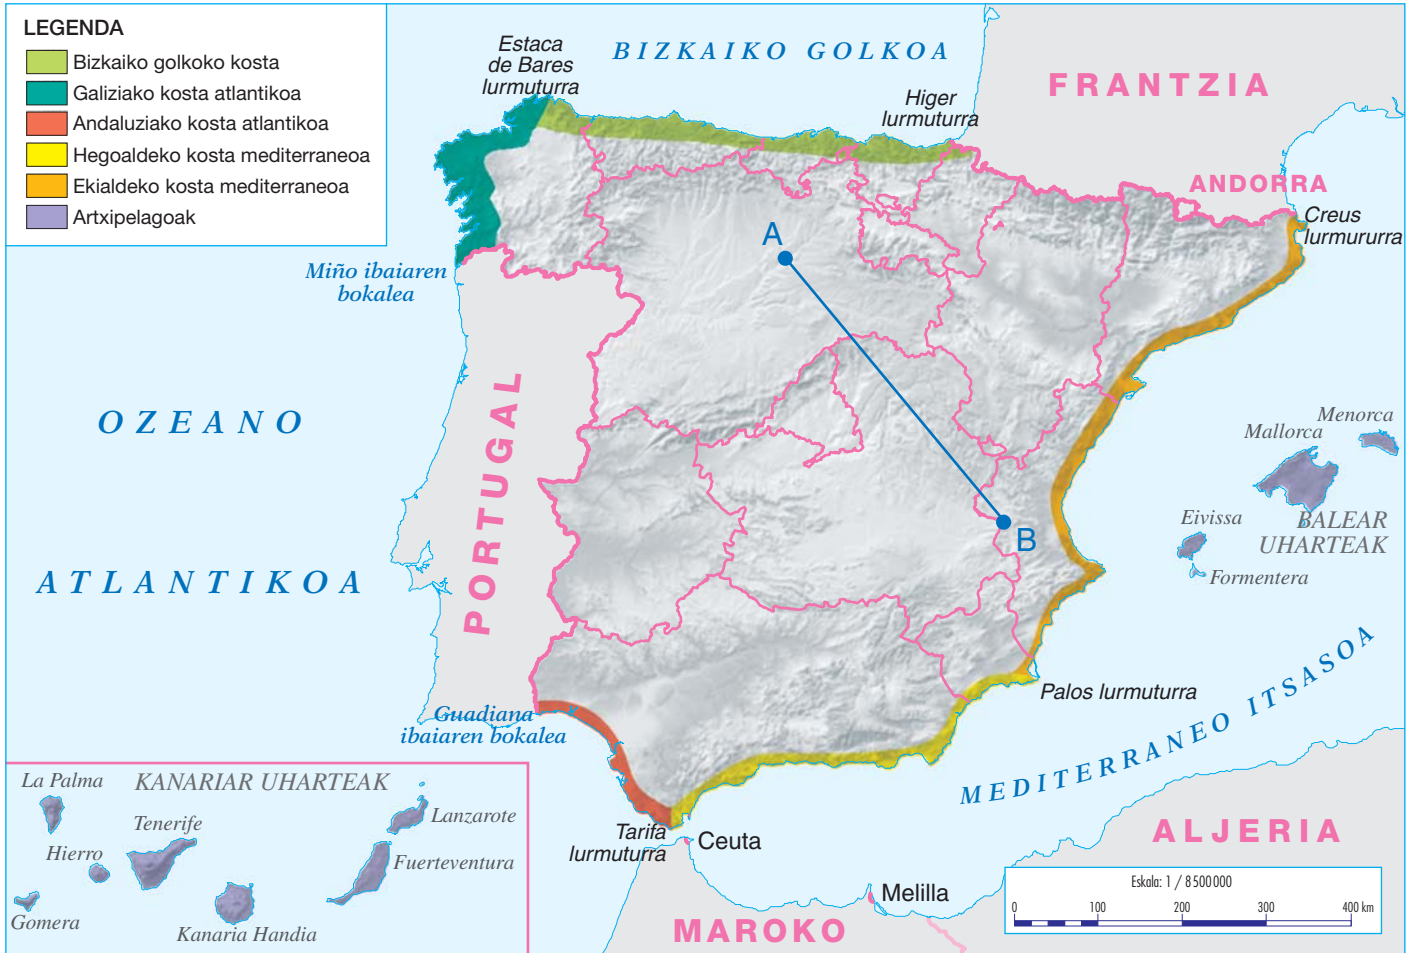 LEGENDA
Bizkaiko golkoko kosta
Galiziako kosta atlantikoa
Andaluziako kosta atlantikoa
Hegoaldeko kosta mediterraneoa
Ekialdeko kosta mediterraneoa
Artxipelagoak
Estaca
de Bares
lurmuturra
BIZKAIKO GOLKOA
Higer
lurmuturra
FRANTZIA
ANDORRA
Creus
lurmururra
A
Miño ibaiaren
bokalea
OZEANO
ATLANTIKOA
PORTUGAL
Menorca
Mallorca
Eivissa
BALEAR
UHARTEAK
Formentera
B
Palos lurmuturra
MEDITERRANEO ITSASOA
Guadiana
ibaiaren bokalea
Tarifa
lurmuturra
Ceuta
Melilla
MAROKO
ALJERIA
La Palma
KANARIAR UHARTEAK
Lanzarote
Tenerife
Hierro
Fuerteventura
Gomera
Kanaria Handia
Eskala: 1 / 8 500 000
0 100 200 300 400 km